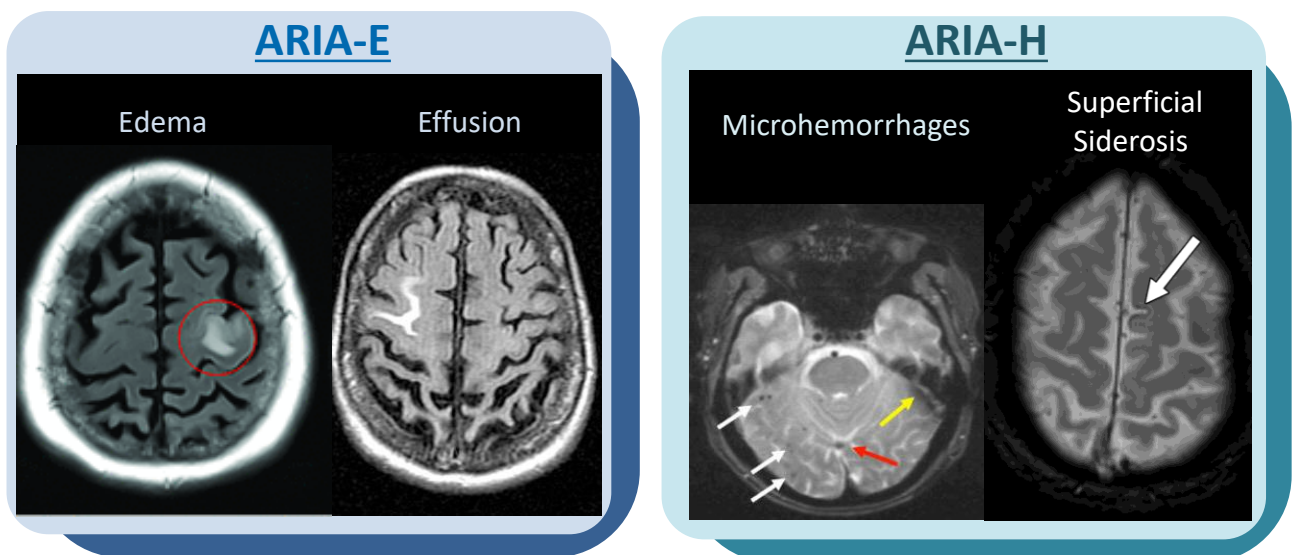 ARIA-E
Edema
Effusion
ARIA-H
Microhemorrhages
Superficial
Siderosis